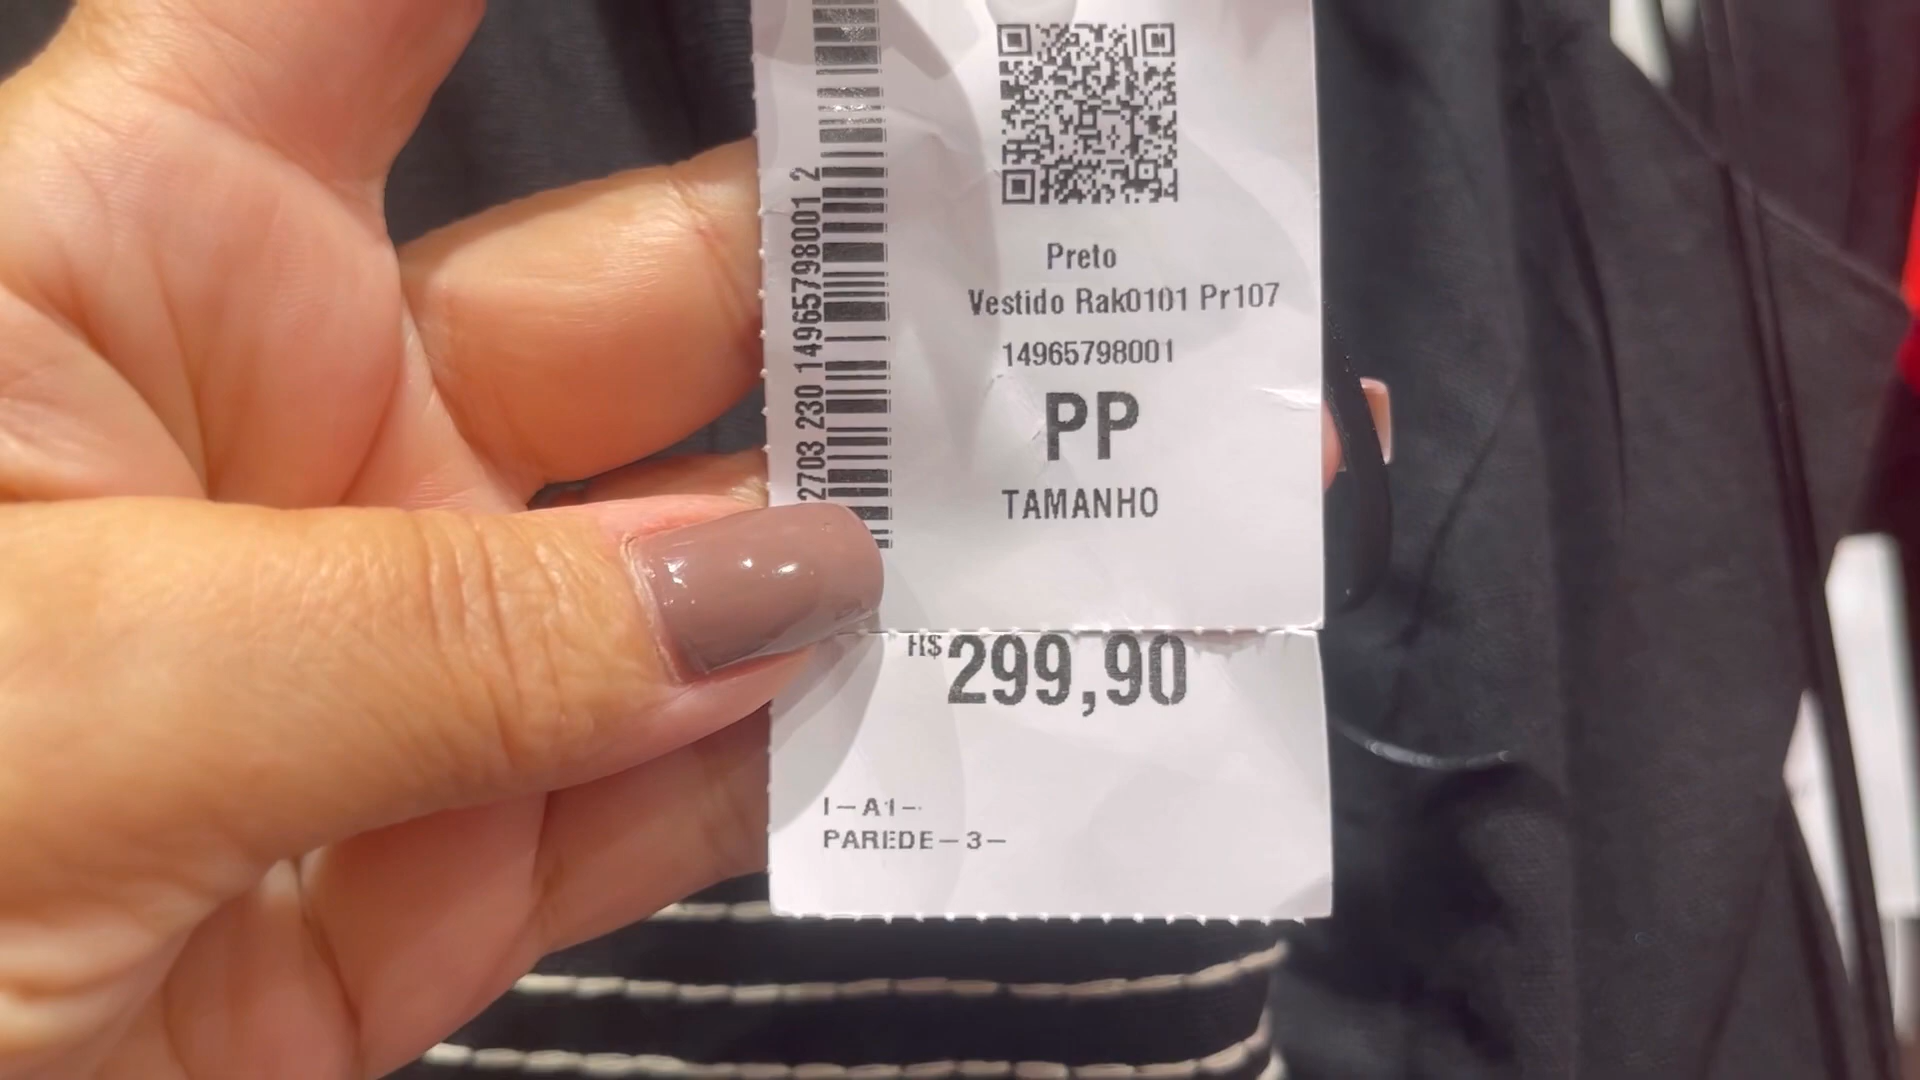 2703 230 14965798001 2
Preto
Vestido Rak0101 Pr107
14965798001
PP
TAMANHO
R$ 299,90
I-A1-
PAREDE-3-